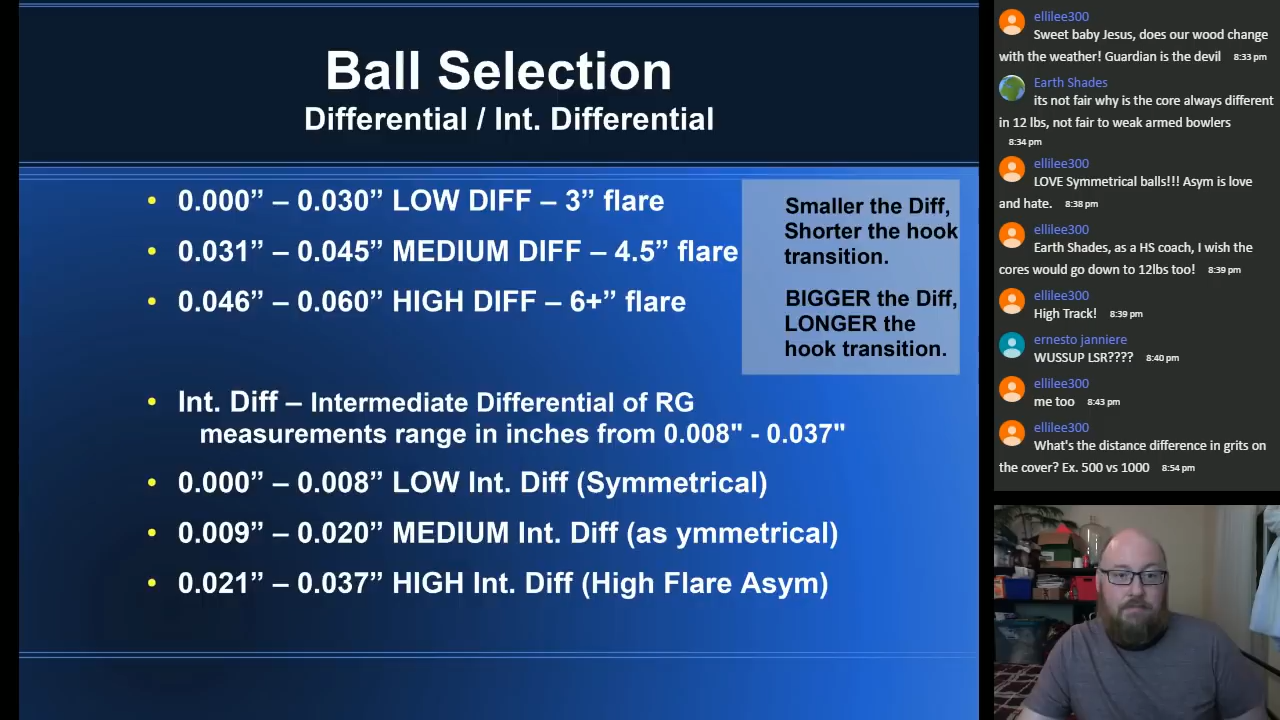 Ball Selection
Differential / Int. Differential
• 0.000” – 0.030” LOW DIFF – 3” flare
• 0.031” – 0.045” MEDIUM DIFF – 4.5” flare
• 0.046” – 0.060” HIGH DIFF – 6+” flare
Smaller the Diff,
Shorter the hook
transition.
BIGGER the Diff,
LONGER the
hook transition.
• Int. Diff – Intermediate Differential of RG
measurements range in inches from 0.008" - 0.037"
• 0.000” – 0.008” LOW Int. Diff (Symmetrical)
• 0.009” – 0.020” MEDIUM Int. Diff (as ymmetrical)
• 0.021” – 0.037” HIGH Int. Diff (High Flare Asym)
ellilee300
Sweet baby Jesus, does our wood change
with the weather! Guardian is the devil 8:33 pm
Earth Shades
its not fair why is the core always different
in 12 lbs, not fair to weak armed bowlers
8:34 pm
ellilee300
LOVE Symmetrical balls!!! Asym is love
and hate. 8:38 pm
ellilee300
Earth Shades, as a HS coach, I wish the
cores would go down to 12lbs too! 8:39 pm
ellilee300
High Track! 8:39 pm
ernesto janniere
WUSSUP LSR???? 8:40 pm
ellilee300
me too 8:43 pm
ellilee300
What's the distance difference in grits on
the cover? Ex. 500 vs 1000 8:54 pm